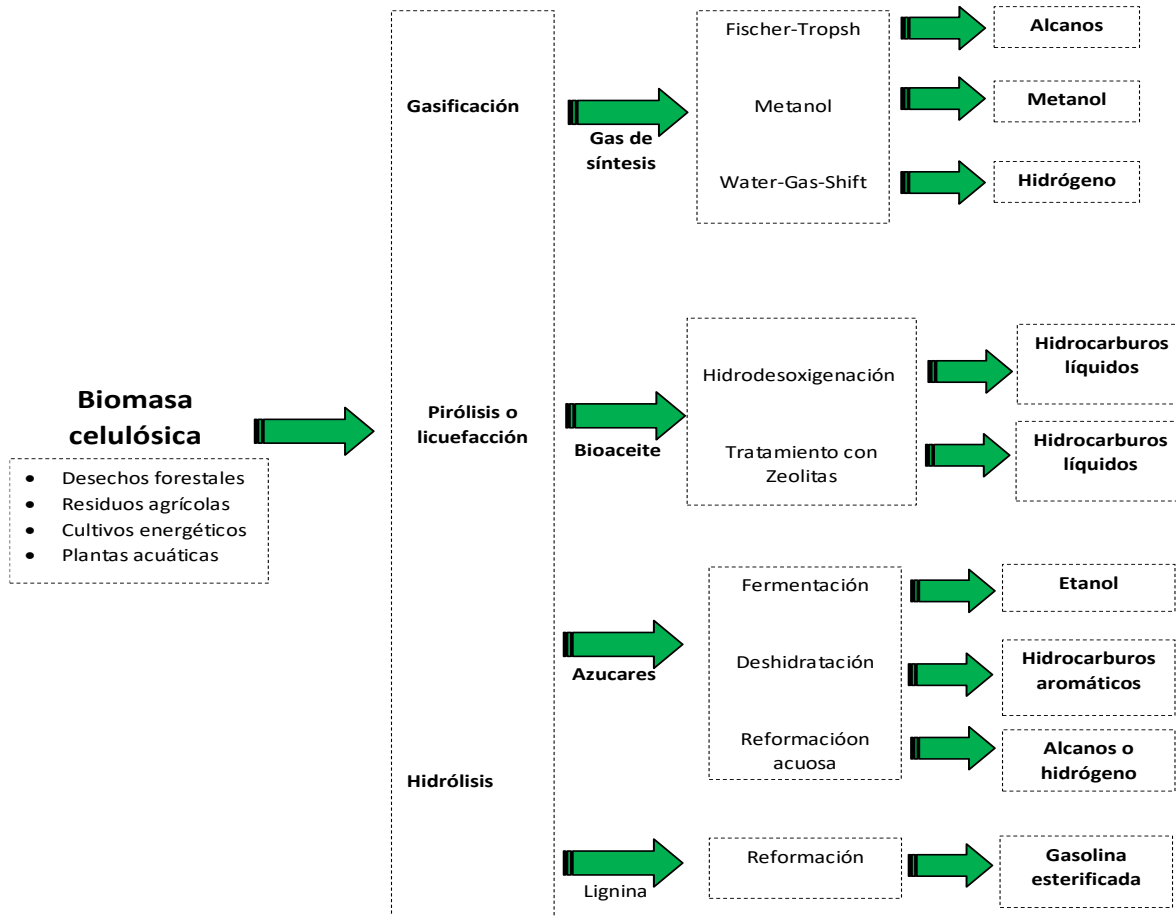 Biomasa
celulósica
• Desechos forestales
• Residuos agrícolas
• Cultivos energéticos
• Plantas acuáticas
Gasificación
Gas de
síntesis
Fischer-Tropsh
Alcanos
Metanol
Metanol
Water-Gas-Shift
Hidrógeno
Pirólisis o
licuefacción
Bioaceite
Hidrodesoxigenación
Hidrocarburos
líquidos
Tratamiento con
Zeolitas
Hidrocarburos
líquidos
Hidrólisis
Azucares
Fermentación
Etanol
Deshidratación
Hidrocarburos
aromáticos
Reformacióon
acuosa
Alcanos o
hidrógeno
Lignina
Reformación
Gasolina
esterificada